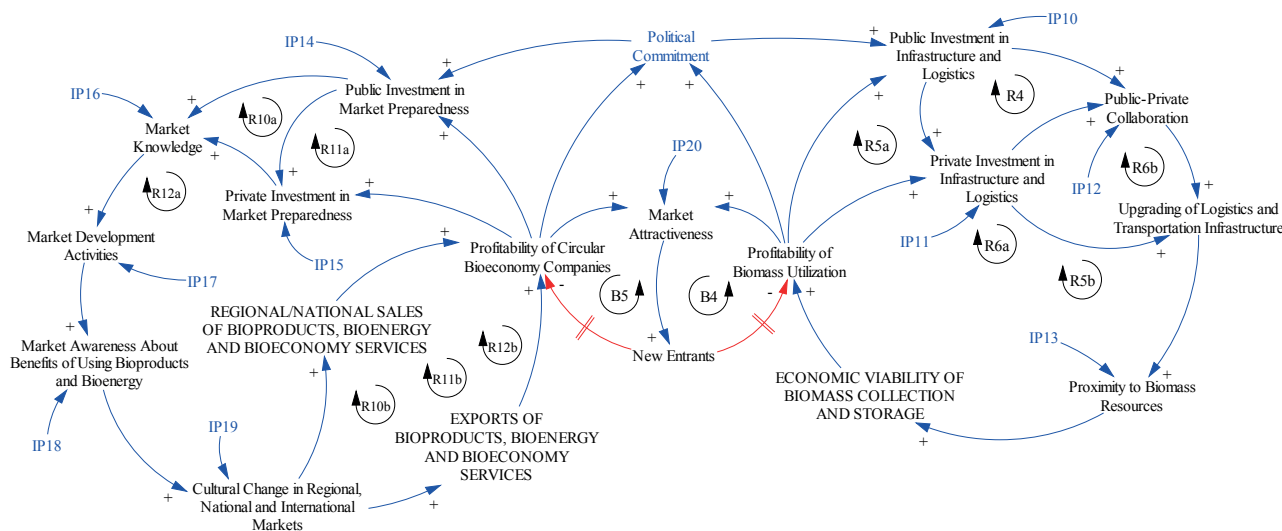 IP10
IP14
Political
Commitment
Public Investment in
Infrastructure and
Logistics
+
+
+
+
+
+
IP16
Public Investment in
Market Preparedness
R10a
R4
+
Public-Private
Collaboration
+
+
+
+
Market
Knowledge
R11a
R5a
+
IP20
Private Investment in
Infrastructure and
Logistics
IP12
R6b
+
+
R12a
Private Investment in
Market Preparedness
+
+
+
+
+
Upgrading of Logistics and
Transportation Infrastructure
Market
Attractiveness
+
Market Development
Activities
IP15
+
Profitability of Circular
Bioeconomy Companies
Profitability of
Biomass Utilization
IP11
R6a
+
R5b
IP17
+
-
-
+
B5
B4
REGIONAL/NATIONAL SALES
OF BIOPRODUCTS, BIOENERGY
AND BIOECONOMY SERVICES
+
+
Market Awareness About
Benefits of Using Bioproducts
and Bioenergy
R12b
New Entrants
IP13
+
R11b
ECONOMIC VIABILITY OF
BIOMASS COLLECTION
AND STORAGE
+
Proximity to Biomass
Resources
R10b
EXPORTS OF
BIOPRODUCTS, BIOENERGY
AND BIOECONOMY
SERVICES
+
IP18
IP19
+
Cultural Change in Regional,
National and International
Markets
+